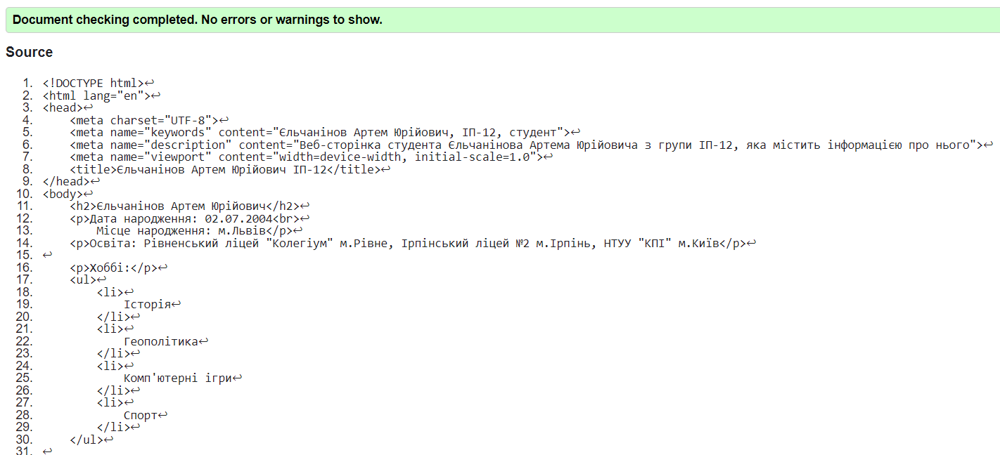 Document checking completed. No errors or warnings to show.
Source
1. <!DOCTYPE html>↩
2. <html lang="en">↩
3. <head>↩
4.     <meta charset="UTF-8">↩
5.     <meta name="keywords" content="Єльчанінов Артем Юрійович, ІП-12, студент">↩
6.     <meta name="description" content="Веб-сторінка студента Єльчанінова Артема Юрійовича з групи ІП-12, яка містить інформацією про нього">↩
7.     <meta name="viewport" content="width=device-width, initial-scale=1.0">↩
8.     <title>Єльчанінов Артем Юрійович ІП-12</title>↩
9. </head>↩
10. <body>↩
11.     <h2>Єльчанінов Артем Юрійович</h2>↩
12.     <p>Дата народження: 02.07.2004<br>↩
13.         Місце народження: м.Львів</p>↩
14.     <p>Освіта: Рівненський ліцей "Колегіум" м.Рівне, Ірпінський ліцей №2 м.Ірпінь, НТУУ "КПІ" м.Київ</p>↩
15. ↩
16.     <p>Хоббі:</p>↩
17.     <ul>↩
18.         <li>↩
19.             Історія↩
20.         </li>↩
21.         <li>↩
22.             Геополітика↩
23.         </li>↩
24.         <li>↩
25.             Комп'ютерні ігри↩
26.         </li>↩
27.         <li>↩
28.             Спорт↩
29.         </li>↩
30.     </ul>↩
31. ↩